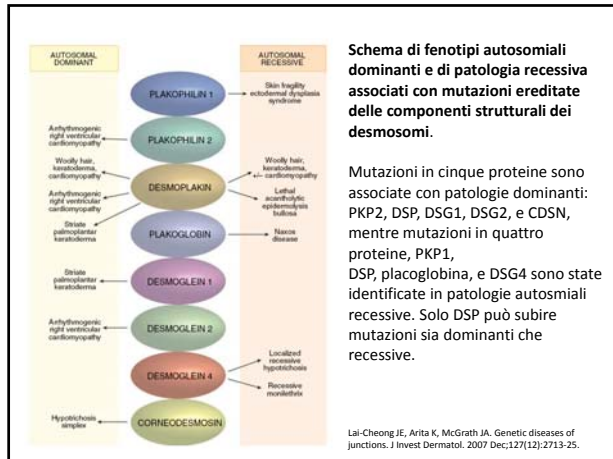 AUTOSOMAL
DOMINANT
AUTOSOMAL
RECESSIVE
PLAKOPHILIN 1
Skin fragility
ectodermal dysplasia
syndrome
PLAKOPHILIN 2
Arrhythmogenic
right ventricular
cardiomyopathy
Woolly hair,
keratoderma,
cardiomyopathy
DESMOPLAKIN
Woolly hair,
keratoderma,
+/− cardiomyopathy
Arrhythmogenic
right ventricular
cardiomyopathy
Lethal
acantholytic
epidermolysis
bullosa
Striate
palmoplantar
keratoderma
PLAKOGLOBIN
Naxos
disease
Striate
palmoplantar
keratoderma
DESMOGLEIN 1
Arrhythmogenic
right ventricular
cardiomyopathy
DESMOGLEIN 2
DESMOGLEIN 4
Localized
recessive
hypotrichosis
Recessive
monilethrix
Hypotrichosis
simplex
CORNEODESMOSIN
Schema di fenotipi autosomiali
dominanti e di patologia recessiva
associati con mutazioni ereditate
delle componenti strutturali dei
desmosomi.
Mutazioni in cinque proteine sono
associate con patologie dominanti:
PKP2, DSP, DSG1, DSG2, e CDSN,
mentre mutazioni in quattro
proteine, PKP1,
DSP, placoglobina, e DSG4 sono state
identificate in patologie autosmiali
recessive. Solo DSP può subire
mutazioni sia dominanti che
recessive.
Lai-Cheong JE, Arita K, McGrath JA. Genetic diseases of
junctions. J Invest Dermatol. 2007 Dec;127(12):2713-25.